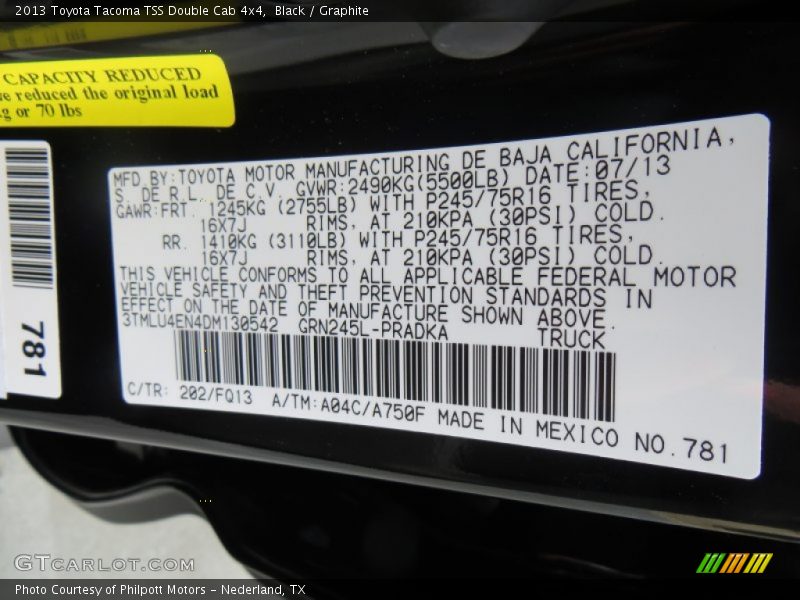 2013 Toyota Tacoma TSS Double Cab 4x4, Black / Graphite
CAPACITY REDUCED
reduced the original load
or 70 lbs
781
MFD BY:TOYOTA MOTOR MANUFACTURING DE BAJA CALIFORNIA,
S. DE R.L. DE C.V. GVWR:2490KG(5500LB) DATE:07/13
GAWR:FRT. 1245KG (2755LB) WITH P245/75R16 TIRES,
16X7J RIMS, AT 210KPA (30PSI) COLD.
RR. 1410KG (3110LB) WITH P245/75R16 TIRES,
16X7J RIMS, AT 210KPA (30PSI) COLD.
THIS VEHICLE CONFORMS TO ALL APPLICABLE FEDERAL MOTOR
VEHICLE SAFETY AND THEFT PREVENTION STANDARDS IN
EFFECT ON THE DATE OF MANUFACTURE SHOWN ABOVE.
3TMLU4EN4DM130542 GRN245L-PRADKA TRUCK
C/TR: 202/FQ13 A/TM:A04C/A750F MADE IN MEXICO NO.781
GTCARLOT.COM
Photo Courtesy of Philpott Motors - Nederland, TX